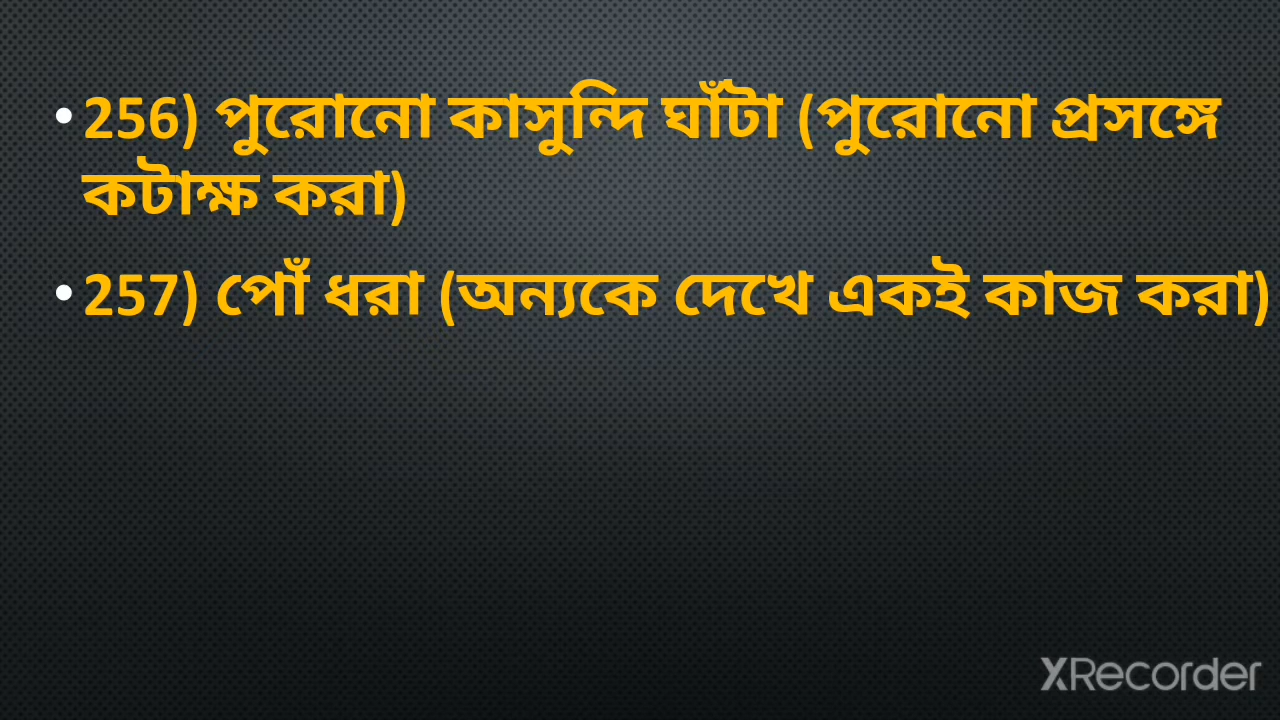 • 256) পুরোনো কাসুন্দি ঘাঁটা (পুরোনো প্রসঙ্গে
কটাক্ষ করা)
• 257) পোঁ ধরা (অন্যকে দেখে একই কাজ করা)
XRecorder